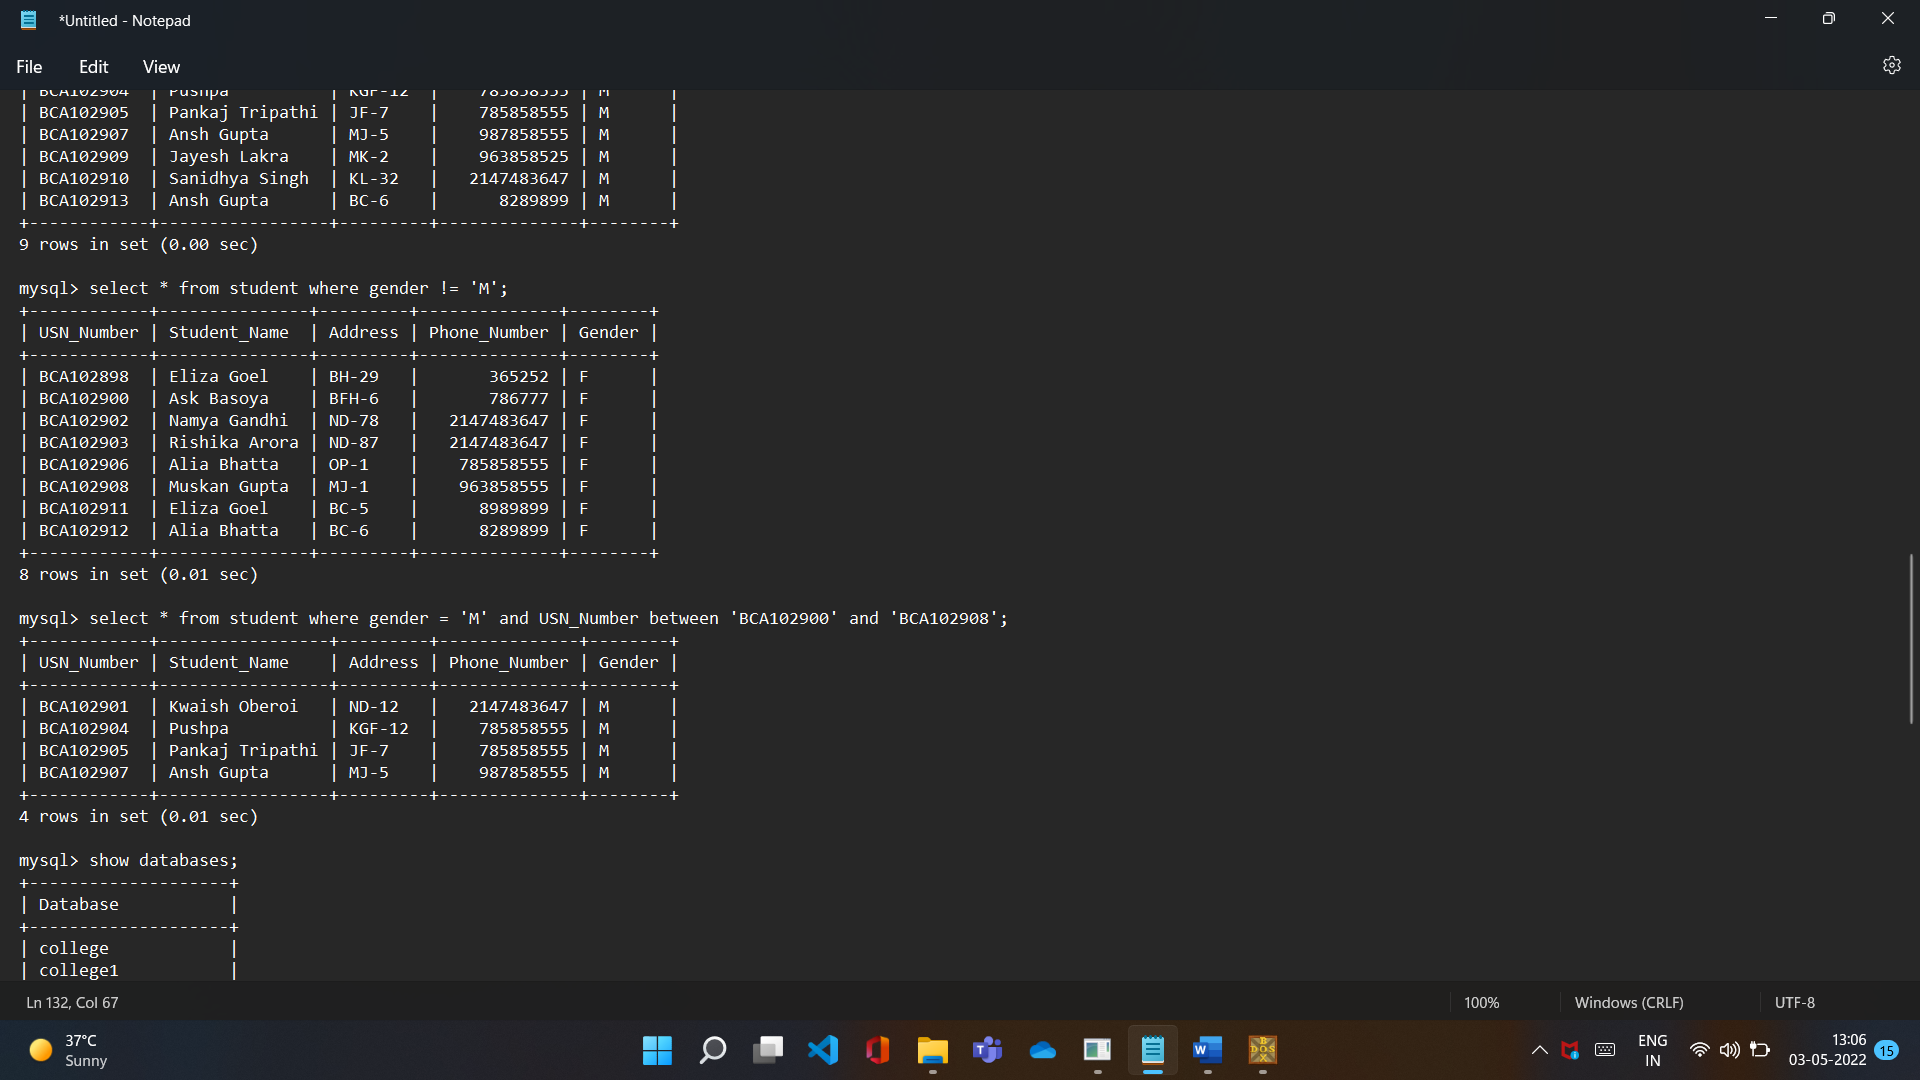 *Untitled - Notepad
File Edit View
| BCA102904  | Pushpa         | KGF-12  |    785858555 | M      |
| BCA102905  | Pankaj Tripathi | JF-7    |    785858555 | M      |
| BCA102907  | Ansh Gupta      | MJ-5    |    987858555 | M      |
| BCA102909  | Jayesh Lakra    | MK-2    |    963858525 | M      |
| BCA102910  | Sanidhya Singh  | KL-32   |   2147483647 | M      |
| BCA102913  | Ansh Gupta      | BC-6    |      8289899 | M      |
+------------+-----------------+---------+--------------+--------+
9 rows in set (0.00 sec)
mysql> select * from student where gender != 'M';
+------------+---------------+---------+--------------+--------+
| USN_Number | Student_Name  | Address | Phone_Number | Gender |
+------------+---------------+---------+--------------+--------+
| BCA102898  | Eliza Goel    | BH-29   |       365252 | F      |
| BCA102900  | Ask Basoya    | BFH-6   |       786777 | F      |
| BCA102902  | Namya Gandhi  | ND-78   |   2147483647 | F      |
| BCA102903  | Rishika Arora | ND-87   |   2147483647 | F      |
| BCA102906  | Alia Bhatta   | OP-1    |    785858555 | F      |
| BCA102908  | Muskan Gupta  | MJ-1    |    963858555 | F      |
| BCA102911  | Eliza Goel    | BC-5    |      8989899 | F      |
| BCA102912  | Alia Bhatta   | BC-6    |      8289899 | F      |
+------------+---------------+---------+--------------+--------+
8 rows in set (0.01 sec)
mysql> select * from student where gender = 'M' and USN_Number between 'BCA102900' and 'BCA102908';
+------------+-----------------+---------+--------------+--------+
| USN_Number | Student_Name    | Address | Phone_Number | Gender |
+------------+-----------------+---------+--------------+--------+
| BCA102901  | Kwaish Oberoi   | ND-12   |   2147483647 | M      |
| BCA102904  | Pushpa          | KGF-12  |    785858555 | M      |
| BCA102905  | Pankaj Tripathi | JF-7    |    785858555 | M      |
| BCA102907  | Ansh Gupta      | MJ-5    |    987858555 | M      |
+------------+-----------------+---------+--------------+--------+
4 rows in set (0.01 sec)
mysql> show databases;
+--------------------+
| Database           |
+--------------------+
| college            |
| college1           |
Ln 132, Col 67 100% Windows (CRLF) UTF-8
37°C
Sunny
ENG
IN
13:06
03-05-2022
15